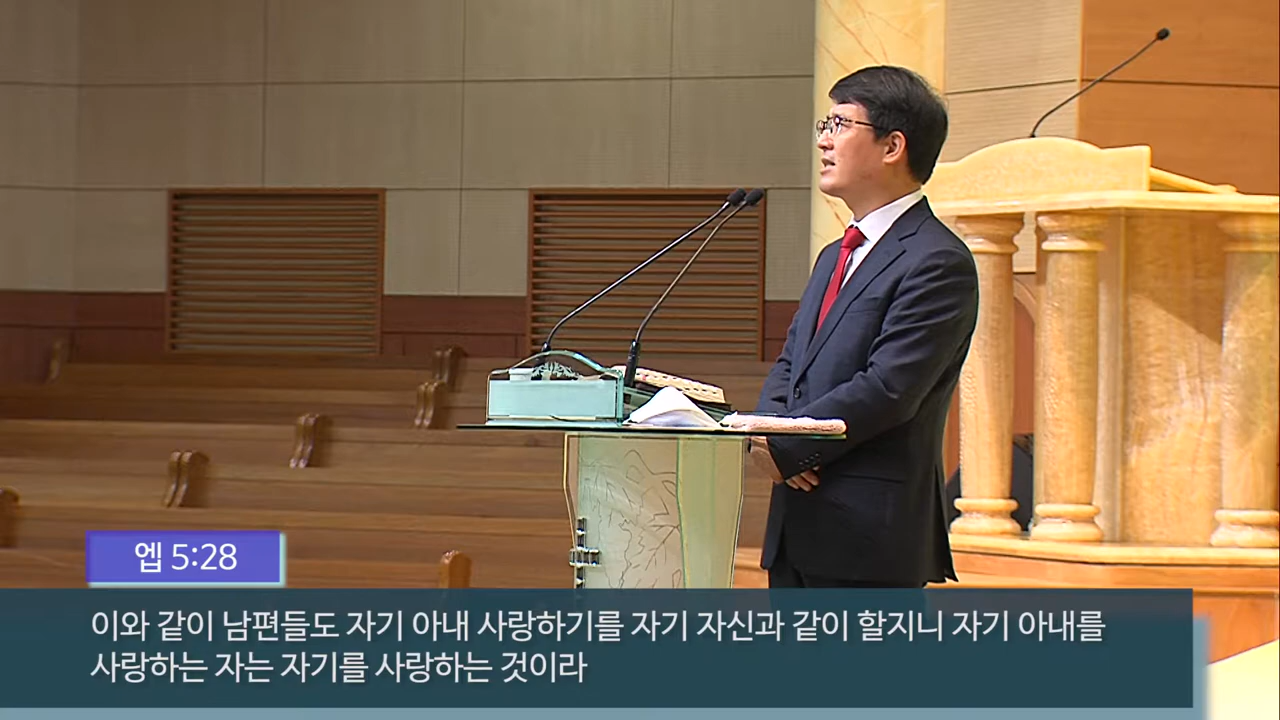 엡 5:28
이와 같이 남편들도 자기 아내 사랑하기를 자기 자신과 같이 할지니 자기 아내를
사랑하는 자는 자기를 사랑하는 것이라